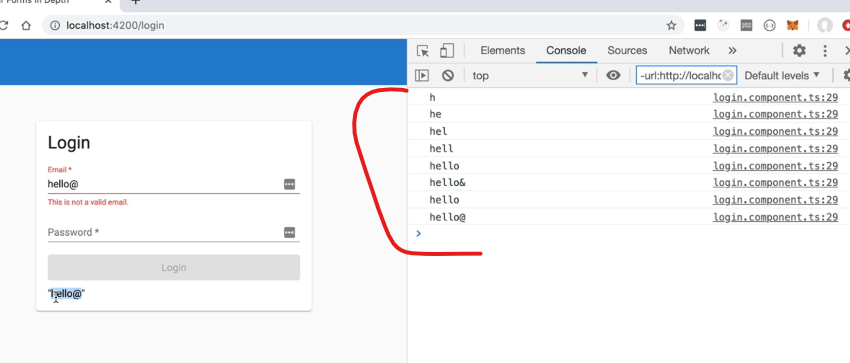 r Forms in Depth
localhost:4200/login
Elements Console Sources Network
top
-url:http://localho
Default levels
Login
Email *
hello@
This is not a valid email.
Password *
Login
"hello@"
h login.component.ts:29
he login.component.ts:29
hel login.component.ts:29
hell login.component.ts:29
hello login.component.ts:29
hello& login.component.ts:29
hello login.component.ts:29
hello@ login.component.ts:29